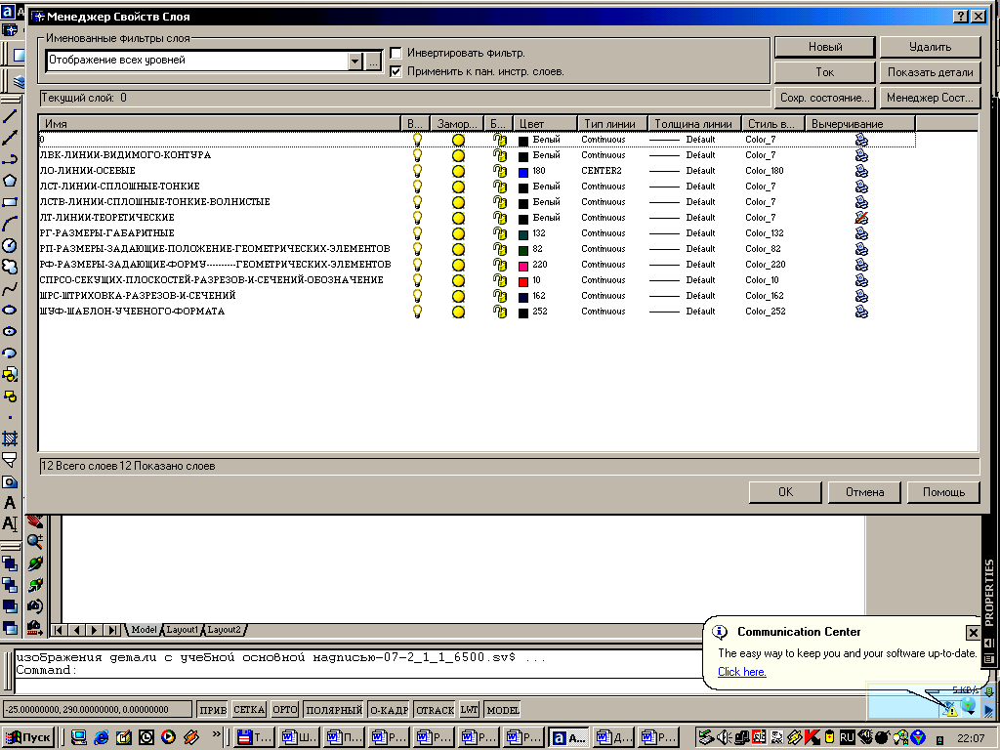 Менеджер Свойств Слоя
Именованные фильтры слоя
Отображение всех уровней
...
Инвертировать фильтр.
Применить к пан. инстр. слоев.
Новый
Удалить
Ток
Показать детали
Сохр. состояние...
Менеджер Сост...
Текущий слой: 0
Имя В... Замор... Б... Цвет Тип линии Толщина линии Стиль в... Вычерчивание
0 Белый Continuous Default Color_7
ЛВК-ЛИНИИ-ВИДИМОГО-КОНТУРА Белый Continuous Default Color_7
ЛО-ЛИНИИ-ОСЕВЫЕ 180 CENTER2 Default Color_180
ЛСТ-ЛИНИИ-СПЛОШНЫЕ-ТОНКИЕ Белый Continuous Default Color_7
ЛСТВ-ЛИНИИ-СПЛОШНЫЕ-ТОНКИЕ-ВОЛНИСТЫЕ Белый Continuous Default Color_7
ЛТ-ЛИНИИ-ТЕОРЕТИЧЕСКИЕ Белый Continuous Default Color_7
РГ-РАЗМЕРЫ-ГАБАРИТНЫЕ 132 Continuous Default Color_132
РП-РАЗМЕРЫ-ЗАДАЮЩИЕ-ПОЛОЖЕНИЕ-ГЕОМЕТРИЧЕСКИХ-ЭЛЕМЕНТОВ 82 Continuous Default Color_82
РФ-РАЗМЕРЫ-ЗАДАЮЩИЕ-ФОРМУ----------ГЕОМЕТРИЧЕСКИХ-ЭЛЕМЕНТОВ 220 Continuous Default Color_220
СПРСО-СЕКУЩИХ-ПЛОСКОСТЕЙ-РАЗРЕЗОВ-И-СЕЧЕНИЙ-ОБОЗНАЧЕНИЕ 10 Continuous Default Color_10
ШРС-ШТРИХОВКА-РАЗРЕЗОВ-И-СЕЧЕНИЙ 162 Continuous Default Color_162
ШУФ-ШАБЛОН-УЧЕБНОГО-ФОРМАТА 252 Continuous Default Color_252
12 Всего слоев 12 Показано слоев
OK
Отмена
Помощь
PROPERTIES
Model Layout1 Layout2
Communication Center
The easy way to keep you and your software up-to-date.
Click here.
изображения детали с учебной основной надписью-07-2_1_1_6500.sv$ ...
Command:
5 KB/s
-25.00000000, 290.00000000, 0.00000000 ПРИВ СЕТКА ОРТО ПОЛЯРНЫЙ О-КАДР OTRACK LWT MODEL
Пуск » Т... Ш... П... Р... Р... Р... Р... А... Д... Р... RU 22:07